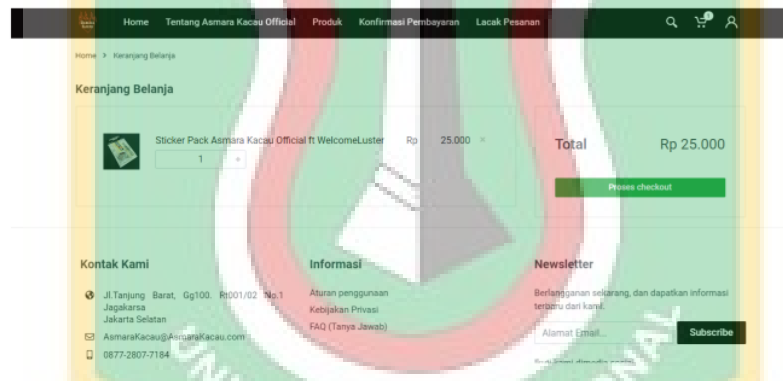 Home Tentang Asmara Kacau Official Produk Konfirmasi Pembayaran Lacak Pesanan
Home > Keranjang Belanja
Keranjang Belanja
Sticker Pack Asmara Kacau Official ft WelcomeLuster Rp 25.000 ×
1 +
Total Rp 25.000
Proses checkout
Kontak Kami
Jl.Tanjung Barat, Gg100. Rt001/02 No.1
Jagakarsa
Jakarta Selatan
AsmaraKacau@AsmaraKacau.com
0877-2807-7184
Informasi
Aturan penggunaan
Kebijakan Privasi
FAQ (Tanya Jawab)
Newsletter
Berlangganan sekarang, dan dapatkan informasi
terbaru dari kami.
Alamat Email... Subscribe